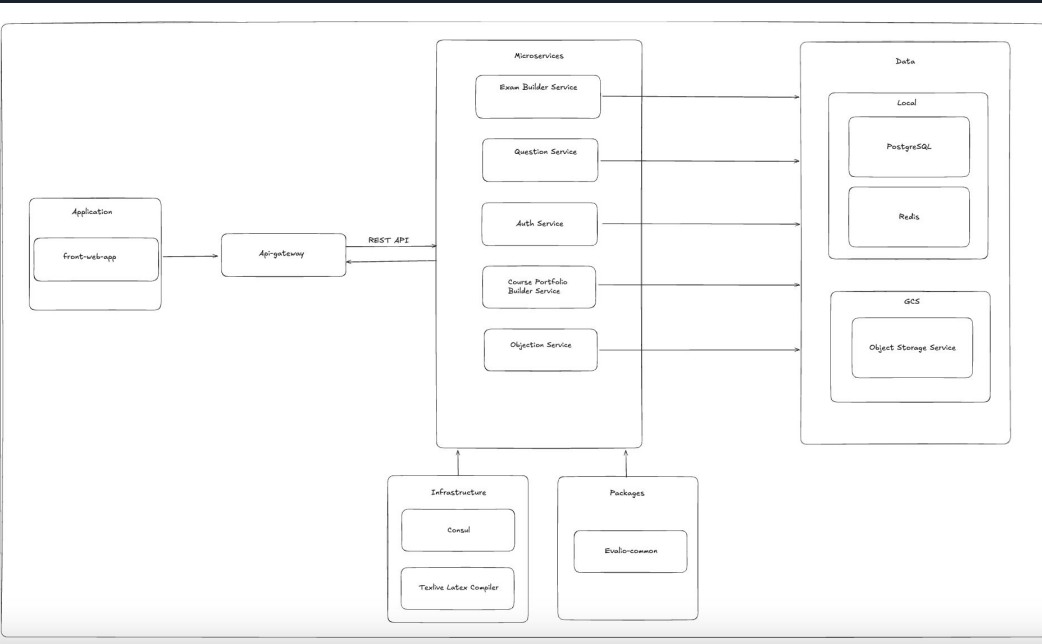 Microservices
Data
Exam Builder Service
Local
PostgreSQL
Question Service
Application
Redis
Auth Service
REST API
front-web-app
Api-gateway
Course Portfolio
Builder Service
GCS
Objection Service
Object Storage Service
Infrastructure
Packages
Consul
Evalio-common
Texlive Latex Compiler